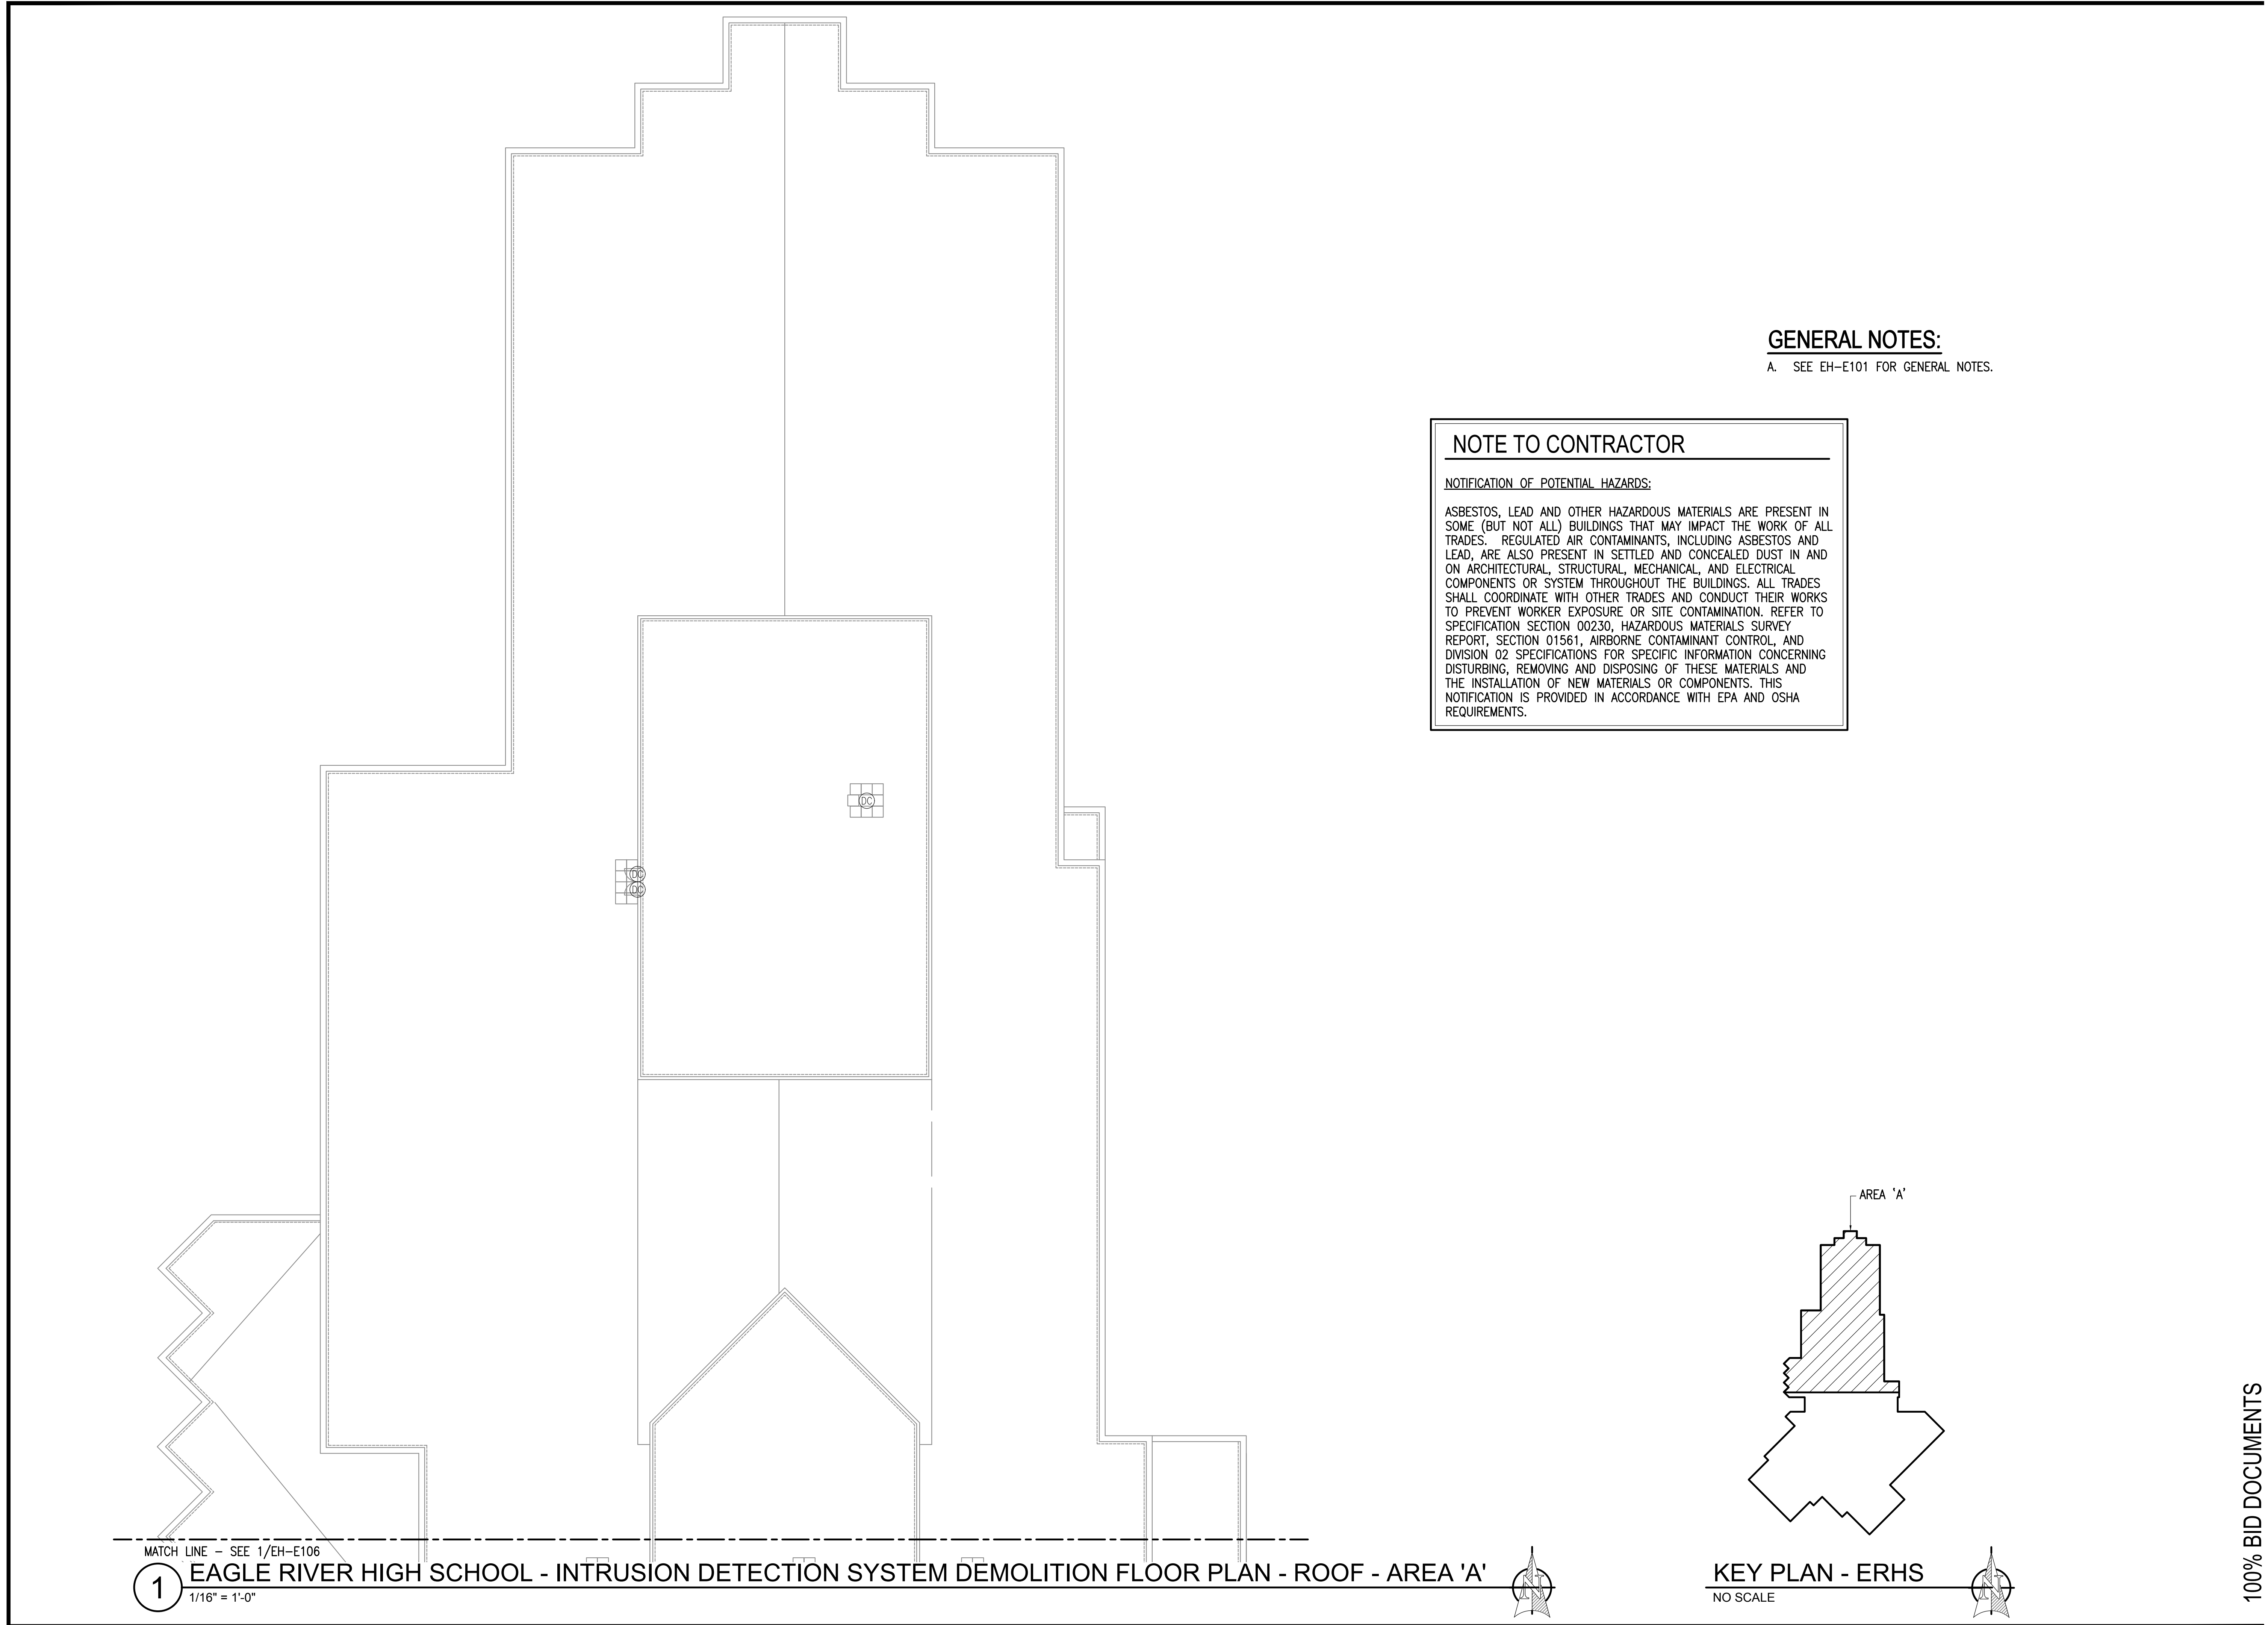 GENERAL NOTES:
A. SEE EH-E101 FOR GENERAL NOTES.
NOTE TO CONTRACTOR
NOTIFICATION OF POTENTIAL HAZARDS:
ASBESTOS, LEAD AND OTHER HAZARDOUS MATERIALS ARE PRESENT IN
SOME (BUT NOT ALL) BUILDINGS THAT MAY IMPACT THE WORK OF ALL
TRADES. REGULATED AIR CONTAMINANTS, INCLUDING ASBESTOS AND
LEAD, ARE ALSO PRESENT IN SETTLED AND CONCEALED DUST IN AND
ON ARCHITECTURAL, STRUCTURAL, MECHANICAL, AND ELECTRICAL
COMPONENTS OR SYSTEM THROUGHOUT THE BUILDINGS. ALL TRADES
SHALL COORDINATE WITH OTHER TRADES AND CONDUCT THEIR WORKS
TO PREVENT WORKER EXPOSURE OR SITE CONTAMINATION. REFER TO
SPECIFICATION SECTION 00230, HAZARDOUS MATERIALS SURVEY
REPORT, SECTION 01561, AIRBORNE CONTAMINANT CONTROL, AND
DIVISION 02 SPECIFICATIONS FOR SPECIFIC INFORMATION CONCERNING
DISTURBING, REMOVING AND DISPOSING OF THESE MATERIALS AND
THE INSTALLATION OF NEW MATERIALS OR COMPONENTS. THIS
NOTIFICATION IS PROVIDED IN ACCORDANCE WITH EPA AND OSHA
REQUIREMENTS.
DC
DC
DC
AREA 'A'
MATCH LINE - SEE 1/EH-E106
1 EAGLE RIVER HIGH SCHOOL - INTRUSION DETECTION SYSTEM DEMOLITION FLOOR PLAN - ROOF - AREA 'A'
1/16" = 1'-0"
N
KEY PLAN - ERHS
NO SCALE
N
100% BID DOCUMENTS